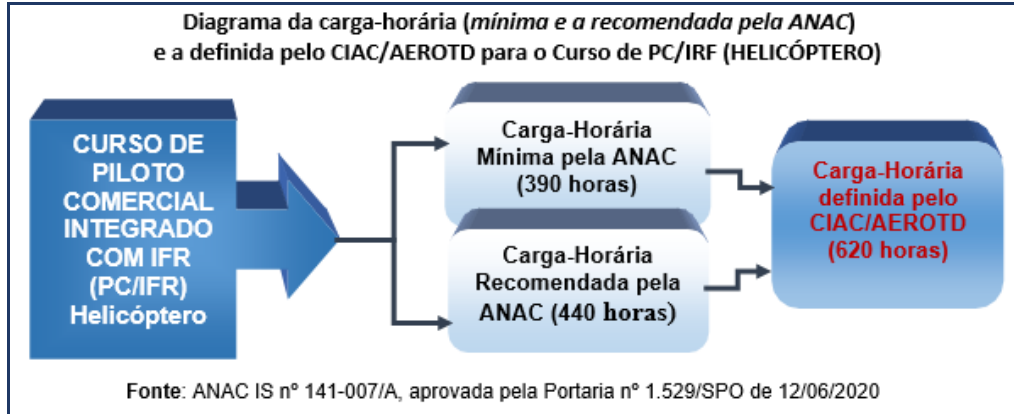 Diagrama da carga-horária (mínima e a recomendada pela ANAC)
e a definida pelo CIAC/AEROTD para o Curso de PC/IRF (HELICÓPTERO)
CURSO DE
PILOTO
COMERCIAL
INTEGRADO
COM IFR
(PC/IFR)
Helicóptero
Carga-Horária
Mínima pela ANAC
(390 horas)
Carga-Horária
Recomendada pela
ANAC (440 horas)
Carga-Horária
definida pelo
CIAC/AEROTD
(620 horas)
Fonte: ANAC IS nº 141-007/A, aprovada pela Portaria nº 1.529/SPO de 12/06/2020